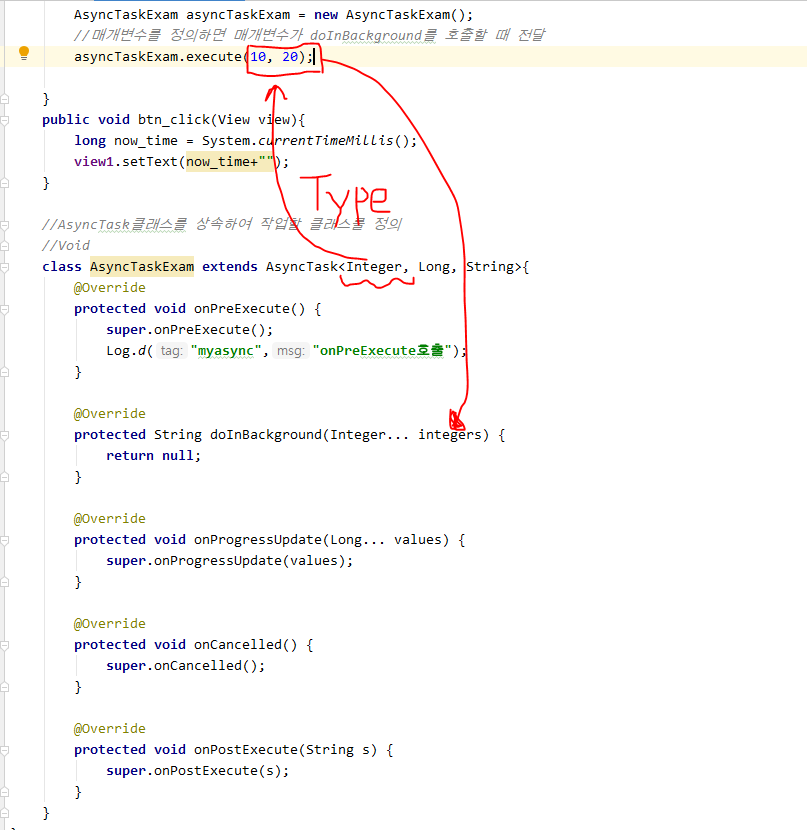 AsyncTaskExam asyncTaskExam = new AsyncTaskExam();
//매개변수를 정의하면 매개변수가 doInBackground를 호출할 때 전달
asyncTaskExam.execute(10, 20);
}
public void btn_click(View view){
long now_time = System.currentTimeMillis();
view1.setText(now_time+"");
}
Type
//AsyncTask클래스를 상속하여 작업할 클래스를 정의
//Void
class AsyncTaskExam extends AsyncTask<Integer, Long, String>{
@Override
protected void onPreExecute() {
super.onPreExecute();
Log.d( tag: "myasync", msg: "onPreExecute호출");
}
@Override
protected String doInBackground(Integer... integers) {
return null;
}
@Override
protected void onProgressUpdate(Long... values) {
super.onProgressUpdate(values);
}
@Override
protected void onCancelled() {
super.onCancelled();
}
@Override
protected void onPostExecute(String s) {
super.onPostExecute(s);
}
}